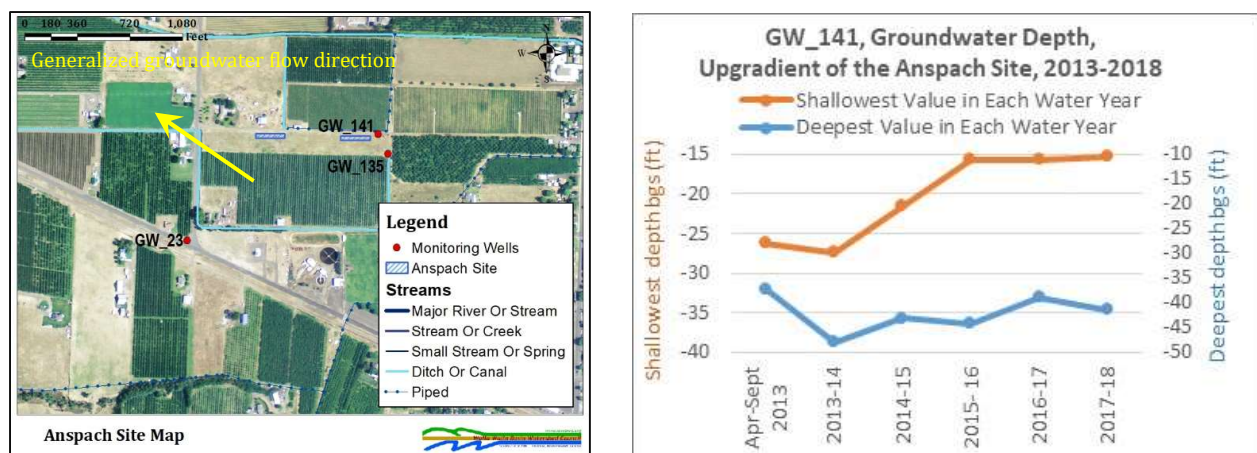 0 180 360 720 1,080
Feet
Generalized groundwater flow direction
N
W E
S
GW_141
GW_135
GW_23
Legend
Monitoring Wells
Anspach Site
Streams
Major River Or Stream
Stream Or Creek
Small Stream Or Spring
Ditch Or Canal
Piped
Anspach Site Map
Walla Walla Basin Watershed Council
GW_141, Groundwater Depth,
Upgradient of the Anspach Site, 2013-2018
Shallowest Value in Each Water Year
Deepest Value in Each Water Year
Shallowest depth bgs (ft)
-15
-20
-25
-30
-35
-40
-10
-15
-20
-25
-30
-35
-40
-45
-50
Deepest depth bgs (ft)
Apr-Sept
2013
2013-14
2014-15
2015- 16
2016-17
2017-18